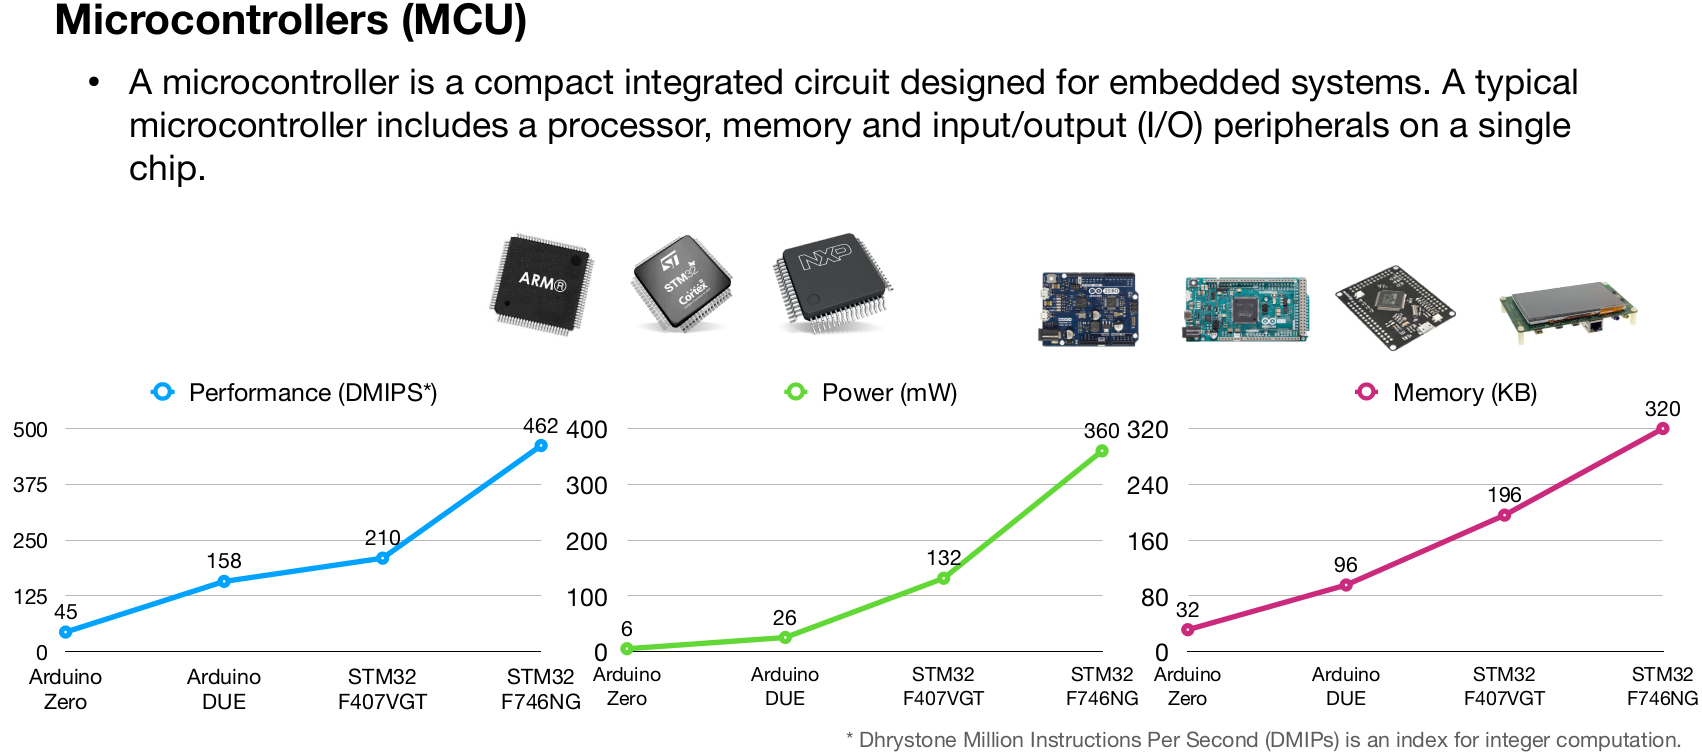 Microcontrollers (MCU)
• A microcontroller is a compact integrated circuit designed for embedded systems. A typical
microcontroller includes a processor, memory and input/output (I/O) peripherals on a single
chip.
ARM®
STM32
Cortex
NXP
Performance (DMIPS*)
500
375
250
125
0
45
158
210
462
Arduino
Zero
Arduino
DUE
STM32
F407VGT
STM32
F746NG
Power (mW)
400
300
200
100
0
6
26
132
360
Arduino
Zero
Arduino
DUE
STM32
F407VGT
STM32
F746NG
Memory (KB)
320
240
160
80
0
32
96
196
320
Arduino
Zero
Arduino
DUE
STM32
F407VGT
STM32
F746NG
* Dhrystone Million Instructions Per Second (DMIPs) is an index for integer computation.